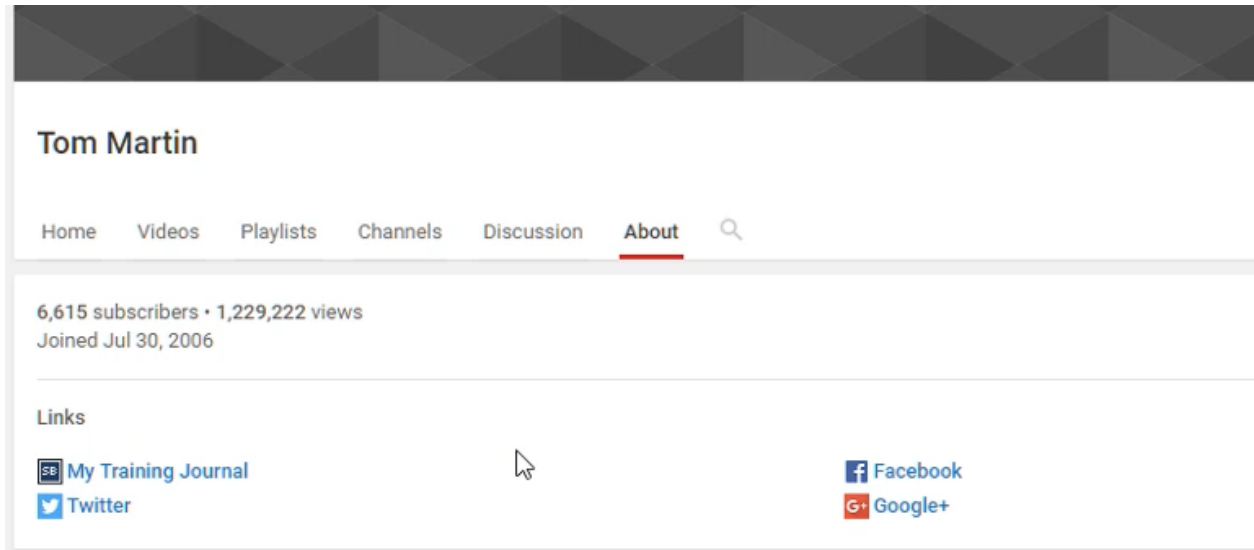 Tom Martin
Home Videos Playlists Channels Discussion About
6,615 subscribers • 1,229,222 views
Joined Jul 30, 2006
Links
SB My Training Journal
f Facebook
Twitter
G+ Google+